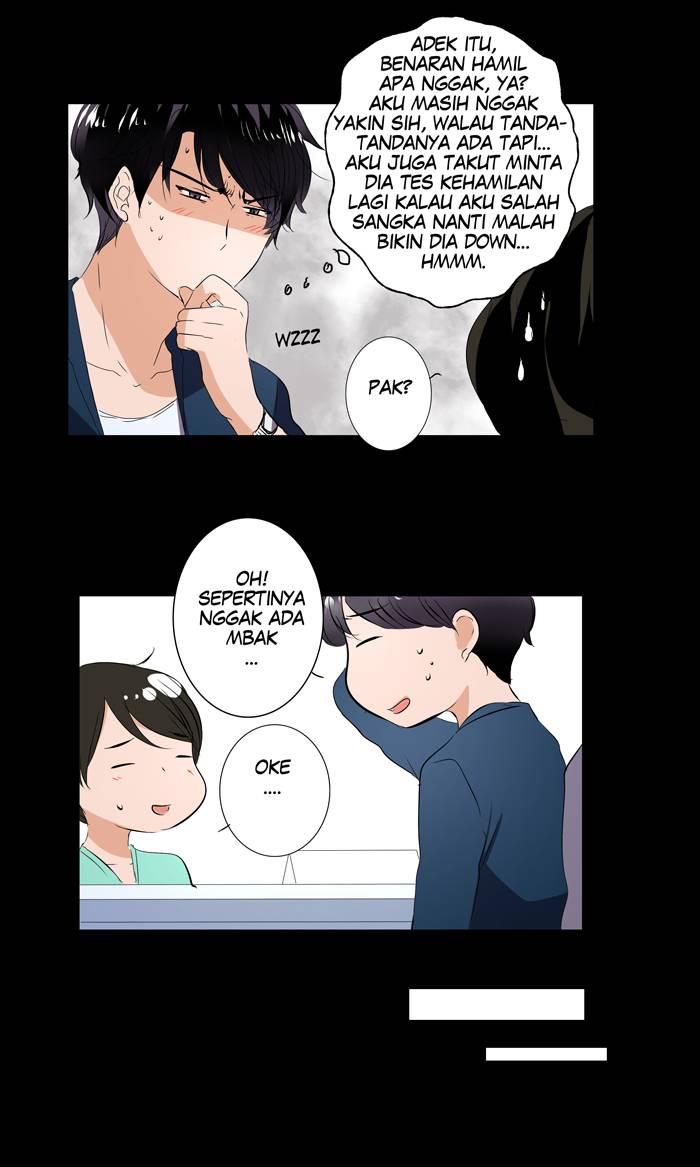 ADEK ITU,
BENARAN HAMIL
APA NGGAK, YA?
AKU MASIH NGGAK
YAKIN SIH, WALAU TANDA-
TANDANYA ADA TAPI...
AKU JUGA TAKUT MINTA
DIA TES KEHAMILAN
LAGI KALAU AKU SALAH
SANGKA NANTI MALAH
BIKIN DIA DOWN...
HMMM.
WZZZ
PAK?
OH!
SEPERTINYA
NGGAK ADA
MBAK
...
OKE
....